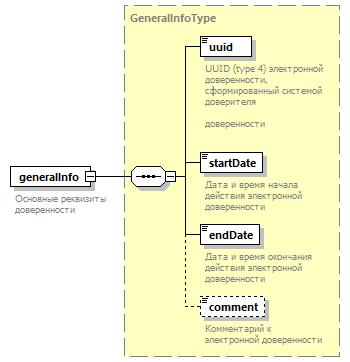 GeneralInfoType
uuid
UUID (type 4) электронной
доверенности,
сформированный системой
доверителя
доверенности
startDate
Дата и время начала
действия электронной
доверенности
generalInfo
Основные реквизиты
доверенности
endDate
Дата и время окончания
действия электронной
доверенности
comment
Комментарий к
электронной доверенности